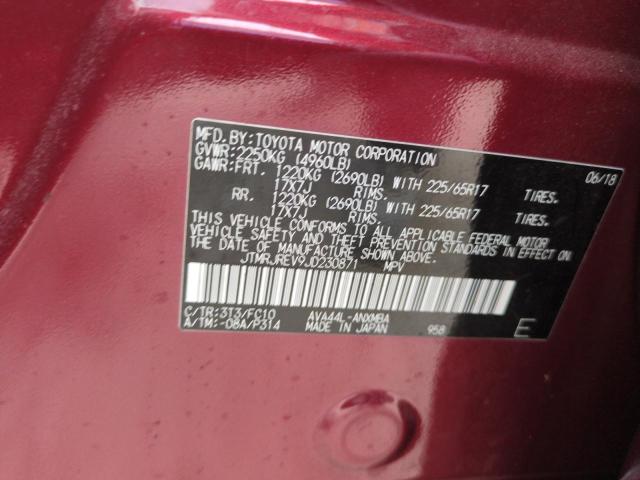 MFD. BY: TOYOTA MOTOR CORPORATION 06/18
GVWR: 2250KG (4960LB)
GAWR: FRT. 1220KG (2690LB) WITH 225/65R17 TIRES.
17X7J RIMS.
RR. 1220KG (2690LB) WITH 225/65R17 TIRES.
17X7J RIMS.
THIS VEHICLE CONFORMS TO ALL APPLICABLE FEDERAL MOTOR
VEHICLE SAFETY AND THEFT PREVENTION STANDARDS IN EFFECT ON
THE DATE OF MANUFACTURE SHOWN ABOVE.
JTMRJREV9JD230871 MPV
C/TR: 3T3/FC10 AVA44L-ANXMBA
A/TM: -08A/P314 MADE IN JAPAN 958 E